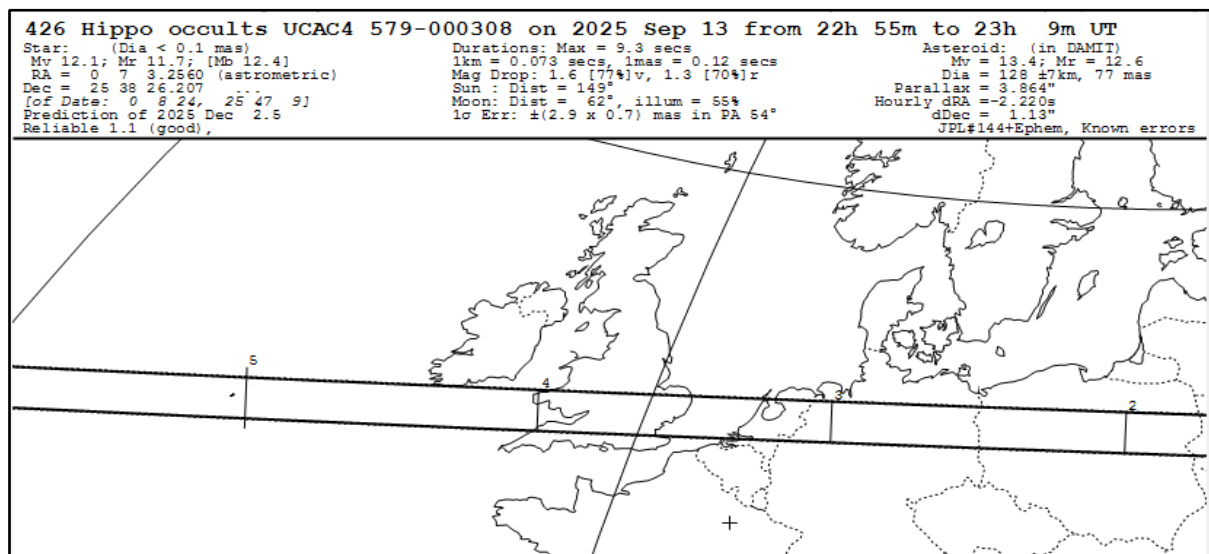 426 Hippo occults UCAC4 579-000308 on 2025 Sep 13 from 22h 55m to 23h 9m UT
Star: (Dia < 0.1 mas)
Mv 12.1; Mr 11.7; [Mb 12.4]
RA = 0 7 3.2560 (astrometric)
Dec = 25 38 26.207 ...
[of Date: 0 8 24, 25 47 9]
Prediction of 2025 Dec 2.5
Reliable 1.1 (good),
Durations: Max = 9.3 secs
1km = 0.073 secs, 1mas = 0.12 secs
Mag Drop: 1.6 [77%]v, 1.3 [70%]r
Sun : Dist = 149°
Moon: Dist = 62°, illum = 55%
1σ Err: ±(2.9 x 0.7) mas in PA 54°
Asteroid: (in DAMIT)
Mv = 13.4; Mr = 12.6
Dia = 128 ±7km, 77 mas
Parallax = 3.864"
Hourly dRA =-2.220s
dDec = 1.13"
JPL#144+Ephem, Known errors
5
4
3
2